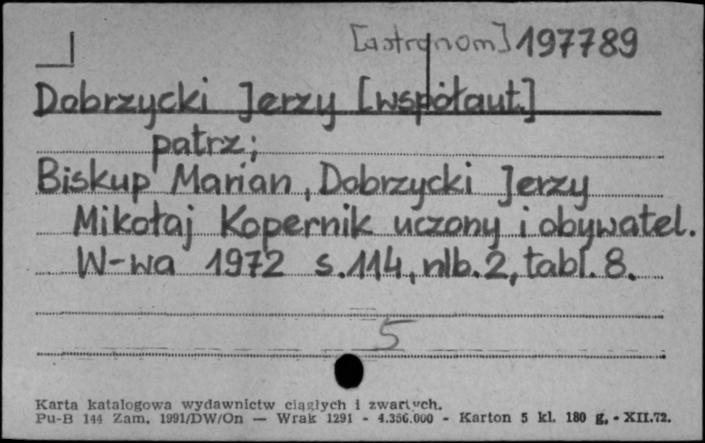 [astronom] 197789
Dobrzycki Jerzy [współaut.]
patrz;
Biskup Marian, Dobrzycki Jerzy
Mikołaj Kopernik uczony i obywatel.
W-wa 1972 s.114, nlb.2, tabl.8.
5
Karta katalogowa wydawnictw ciągłych i zwartych.
Pu-B 144 Zam. 1991/DW/On — Wrak 1291 - 4.356.000 - Karton 5 kl. 180 g, - XII.72.